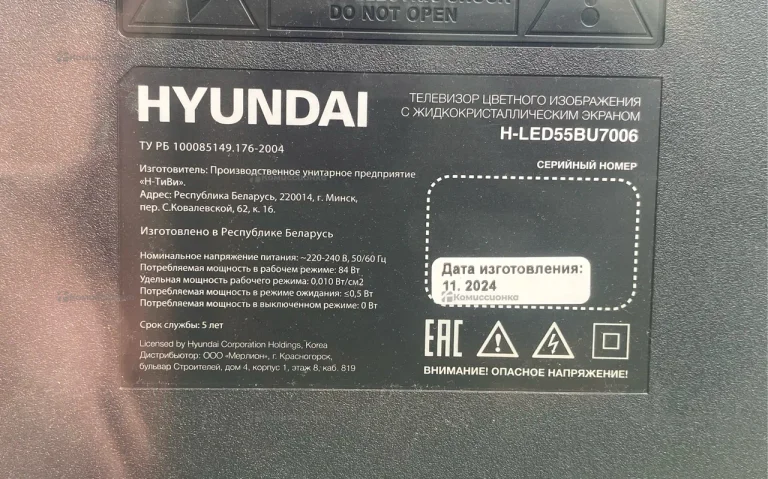 DO NOT OPEN
HYUNDAI
ТЕЛЕВИЗОР ЦВЕТНОГО ИЗОБРАЖЕНИЯ
С ЖИДКОКРИСТАЛЛИЧЕСКИМ ЭКРАНОМ
H-LED55BU7006
ТУ РБ 100085149.176-2004
СЕРИЙНЫЙ НОМЕР
Изготовитель: Производственное унитарное предприятие
«Н-ТиВи».
Адрес: Республика Беларусь, 220014, г. Минск,
пер. С.Ковалевской, 62, к. 16.
Изготовлено в Республике Беларусь
Номинальное напряжение питания: ~220-240 В, 50/60 Гц
Потребляемая мощность в рабочем режиме: 84 Вт
Удельная мощность рабочего режима: 0,010 Вт/см2
Потребляемая мощность в режиме ожидания: ≤0,5 Вт
Потребляемая мощность в выключенном режиме: 0 Вт
Дата изготовления:
11. 2024
Комиссионка
Срок службы: 5 лет
Licensed by Hyundai Corporation Holdings, Korea
Дистрибьютор: ООО «Мерлион», г. Красногорск,
бульвар Строителей, дом 4, корпус 1, этаж 8, каб. 819
EAC
ВНИМАНИЕ! ОПАСНОЕ НАПРЯЖЕНИЕ!